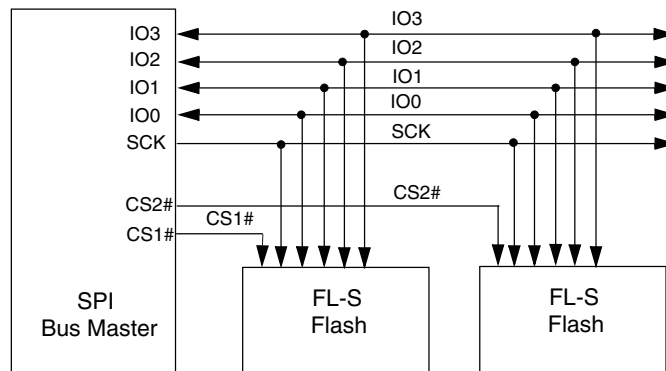 IO3
IO3
IO2
IO2
IO1
IO1
IO0
IO0
SCK
SCK
CS2#
CS2#
CS1#
CS1#
SPI
Bus Master
FL-S
Flash
FL-S
Flash